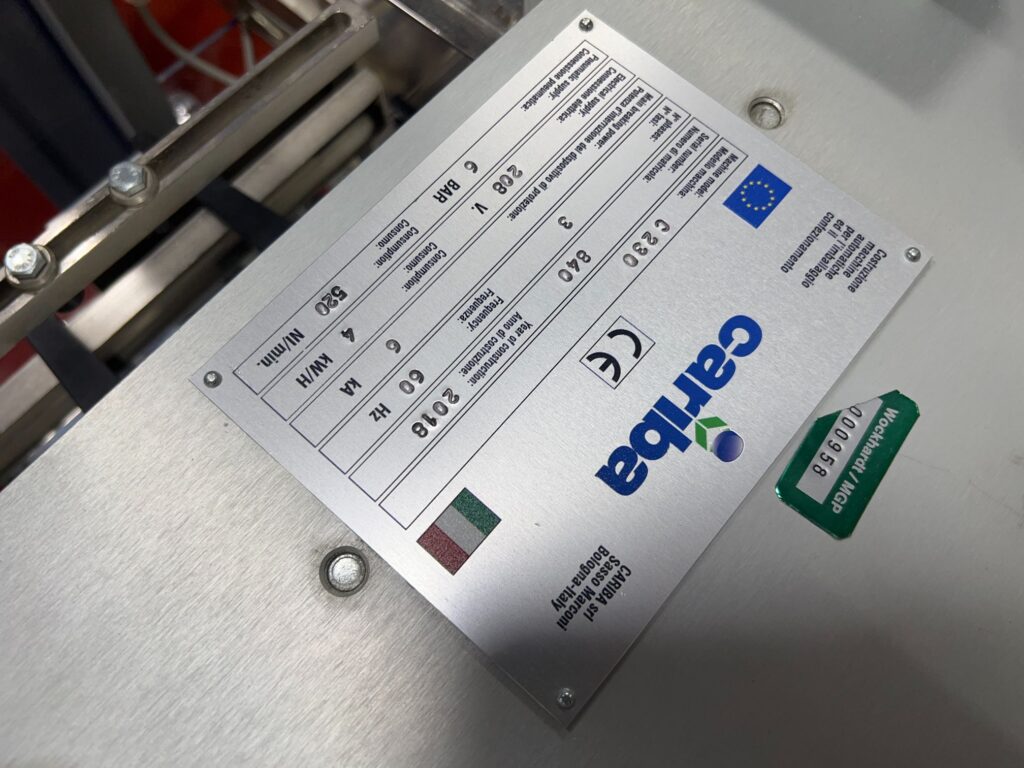 Costruzione
macchine
automatiche
per l'imballaggio
ed il
confezionamento
cariba
CARIBA srl
Sasso Marconi
Bologna-Italy
CE
Machine model:
Modello macchina:
C 230
Serial number:
Numero di matricola:
840
Year of construction:
Anno di costruzione:
2018
N° phases:
N° fasi:
3
Frequency:
Frequenza:
60 Hz
Main breaking power:
Potenza d'interruzione del dispositivo di protezione:
6 kA
Electrical supply:
Connessione elettrica:
208 V.
Consumption:
Consumo:
4 KW/H
Pneumatic supply:
Connessione pneumatica:
6 BAR
Consumption:
Consumo:
520 Nl/min.
Wockhardt / MGP
000958